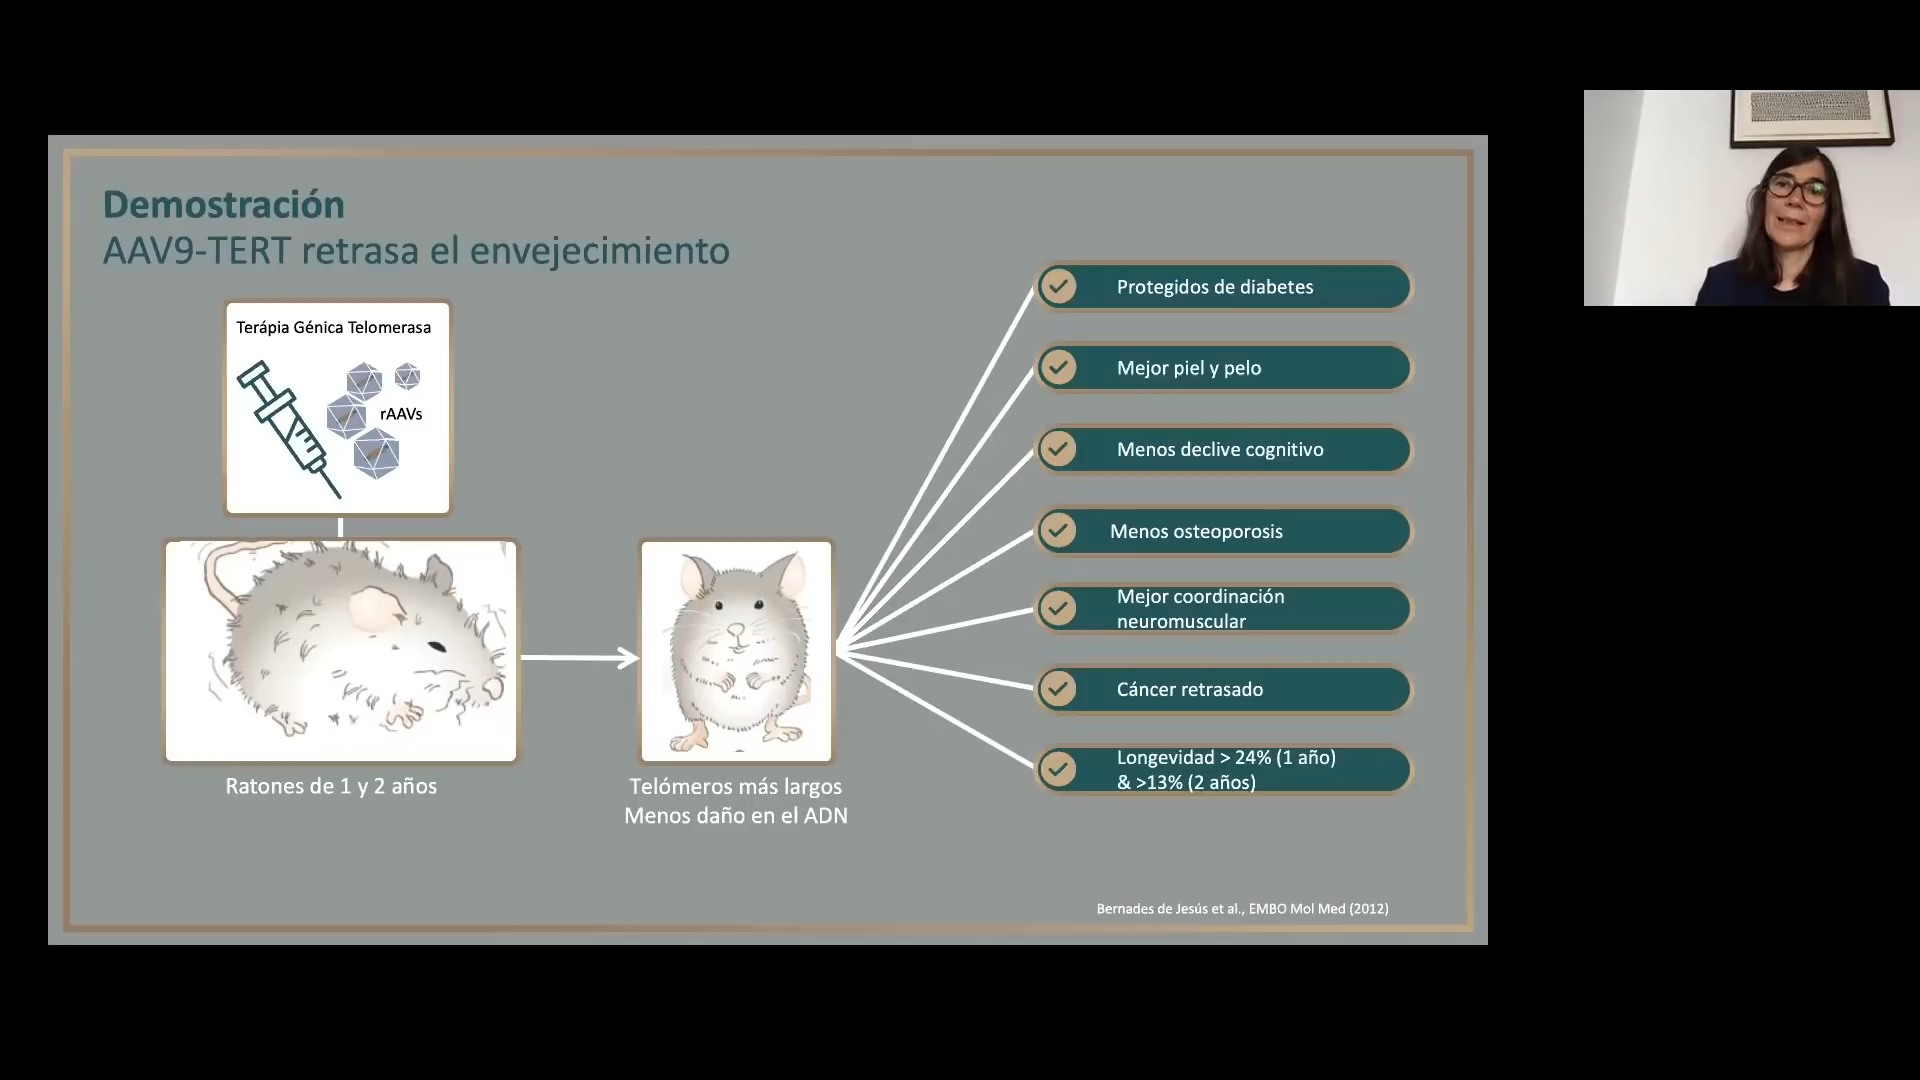 Demostración
AAV9-TERT retrasa el envejecimiento
Terápia Génica Telomerasa
rAAVs
Ratones de 1 y 2 años
Telómeros más largos
Menos daño en el ADN
Protegidos de diabetes
Mejor piel y pelo
Menos declive cognitivo
Menos osteoporosis
Mejor coordinación
neuromuscular
Cáncer retrasado
Longevidad > 24% (1 año)
& >13% (2 años)
Bernades de Jesús et al., EMBO Mol Med (2012)